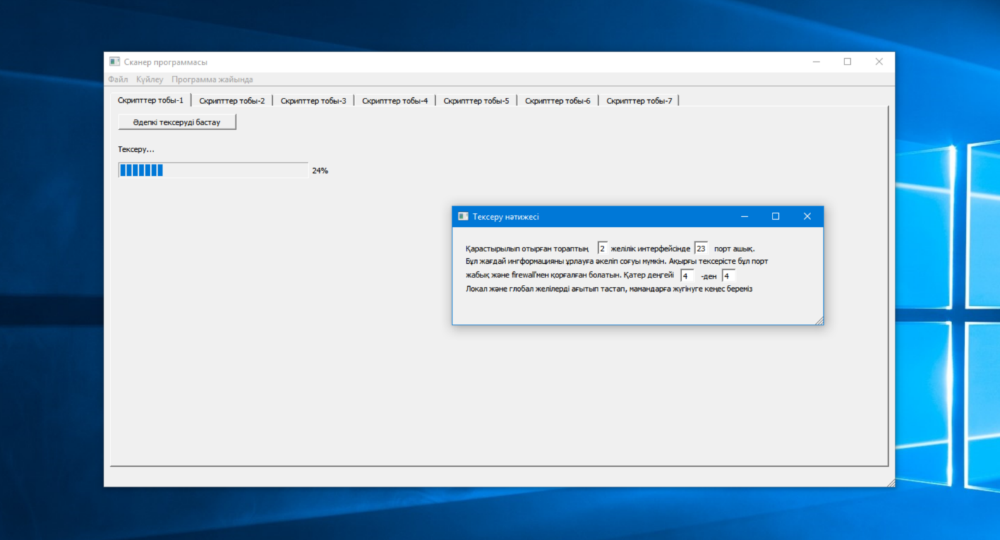 Сканер программасы
Файл Күйлеу Программа жайында
Скрипттер тобы-1 Скрипттер тобы-2 Скрипттер тобы-3 Скрипттер тобы-4 Скрипттер тобы-5 Скрипттер тобы-6 Скрипттер тобы-7
Әдепкі тексеруді бастау
Тексеру...
24%
Тексеру нәтижесі
Қарастырылып отырған тораптың 2 желілік интерфейсінде 23 порт ашық.
Бұл жағдай ингформацияны ұрлауға әкеліп соғуы мүмкін. Ақырғы тексерісте бұл порт
жабық және firewall'мен қорғалған болатын. Қатер деңгейі 4 -ден 4
Локал және глобал желілерді ағытып тастап, мамандарға жүгінуге кеңес береміз